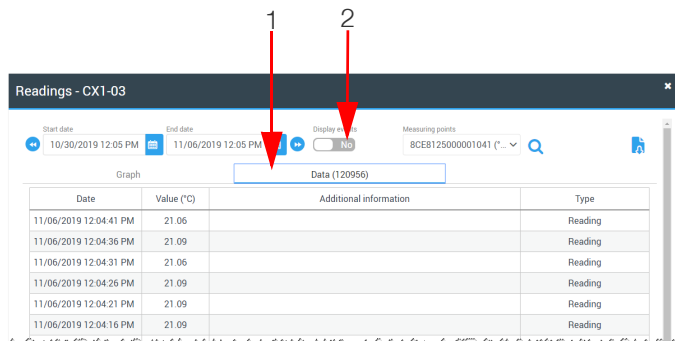 1 2
Readings - CX1-03
Start date End date Display events Measuring points
10/30/2019 12:05 PM 11/06/2019 12:05 PM No 8CE8125000001041 (°...
Graph Data (120956)
Date Value (°C) Additional information Type
11/06/2019 12:04:41 PM 21.06 Reading
11/06/2019 12:04:36 PM 21.09 Reading
11/06/2019 12:04:31 PM 21.06 Reading
11/06/2019 12:04:26 PM 21.09 Reading
11/06/2019 12:04:21 PM 21.09 Reading
11/06/2019 12:04:16 PM 21.09 Reading